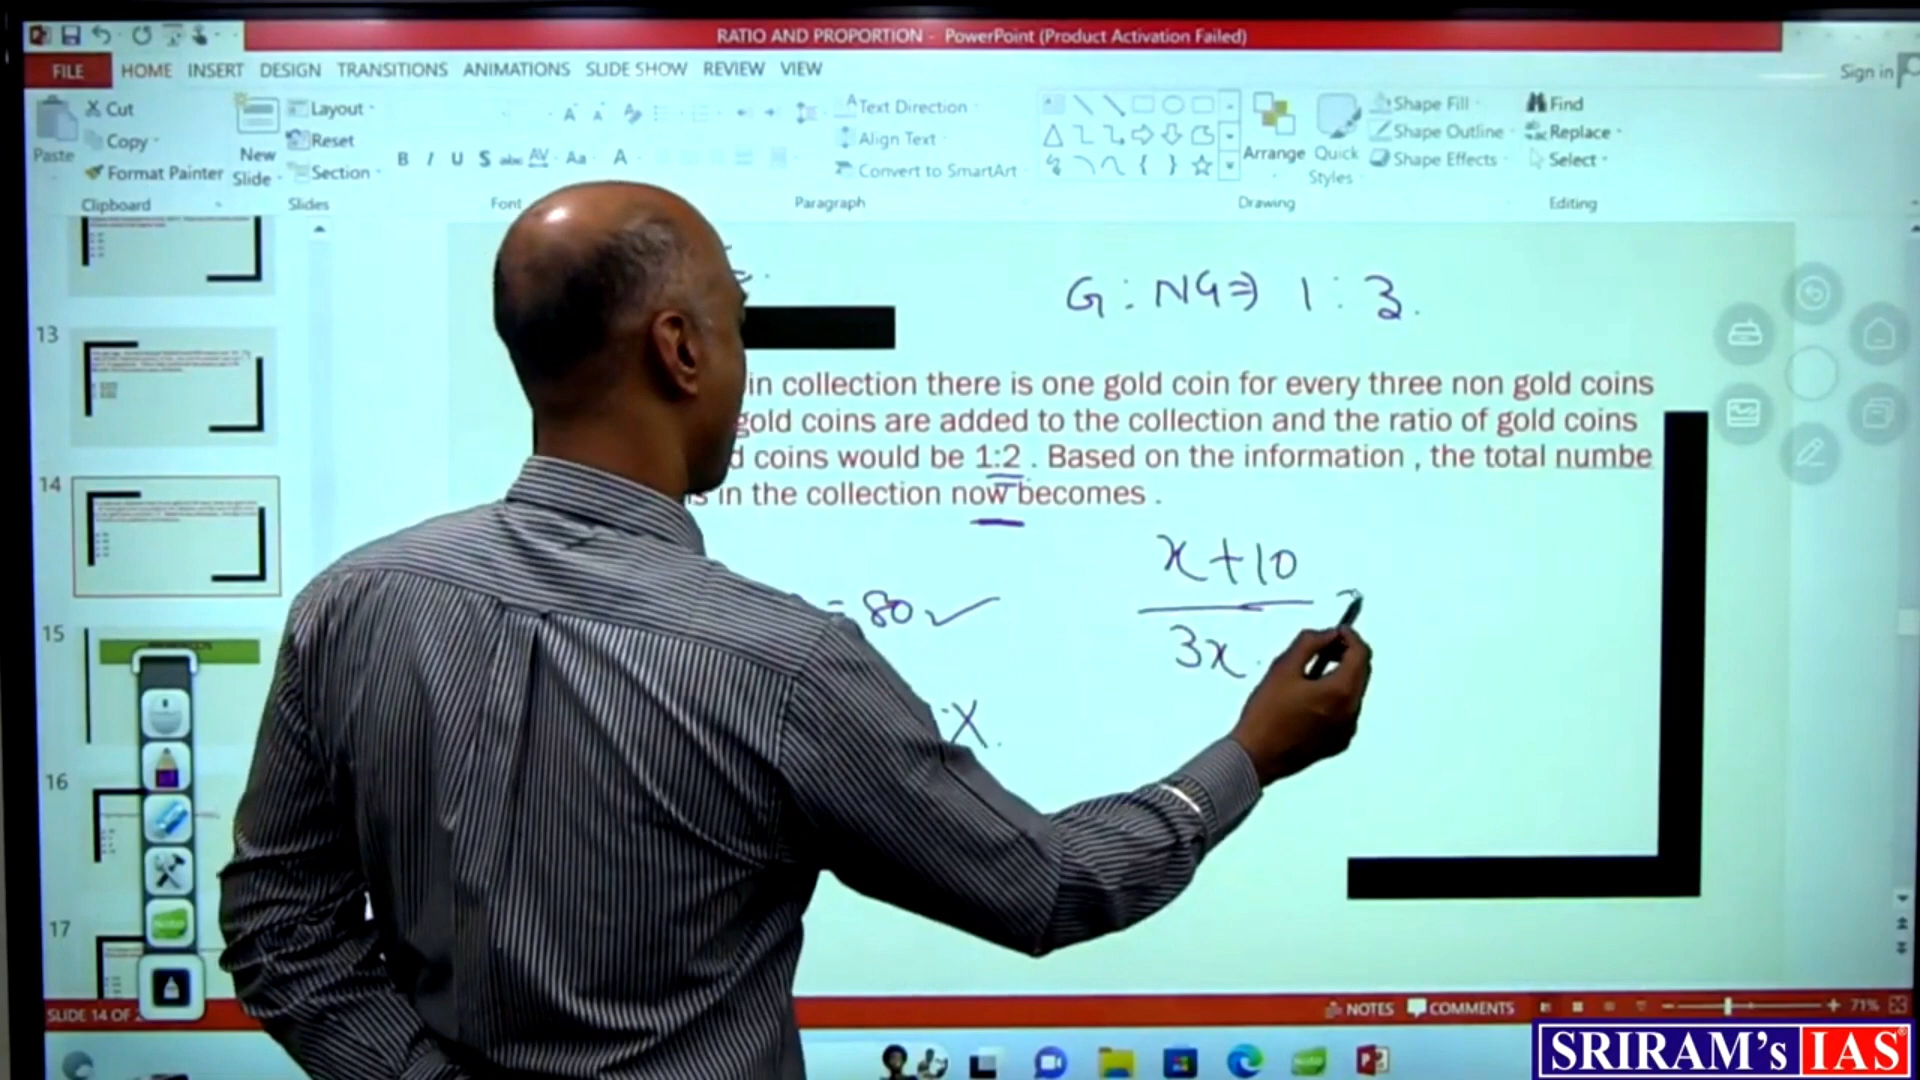 RATIO AND PROPORTION - PowerPoint (Product Activation Failed)
FILE HOME INSERT DESIGN TRANSITIONS ANIMATIONS SLIDE SHOW REVIEW VIEW
Sign in
Paste
Cut
Copy
Format Painter
Clipboard
New Slide
Layout
Reset
Section
Slides
B I U S abc AV Aa A
Font
Text Direction
Align Text
Convert to SmartArt
Paragraph
Arrange
Quick Styles
Shape Fill
Shape Outline
Shape Effects
Drawing
Find
Replace
Select
Editing
13
14
15
16
17
G : NG ⇒ 1 : 3.
in collection there is one gold coin for every three non gold coins
gold coins are added to the collection and the ratio of gold coins
d coins would be 1:2 . Based on the information , the total numbe
s in the collection now becomes .
= 80 ✓
X.
x+10
3x
SLIDE 14 OF 2
NOTES COMMENTS 71%
SRIRAM's IAS